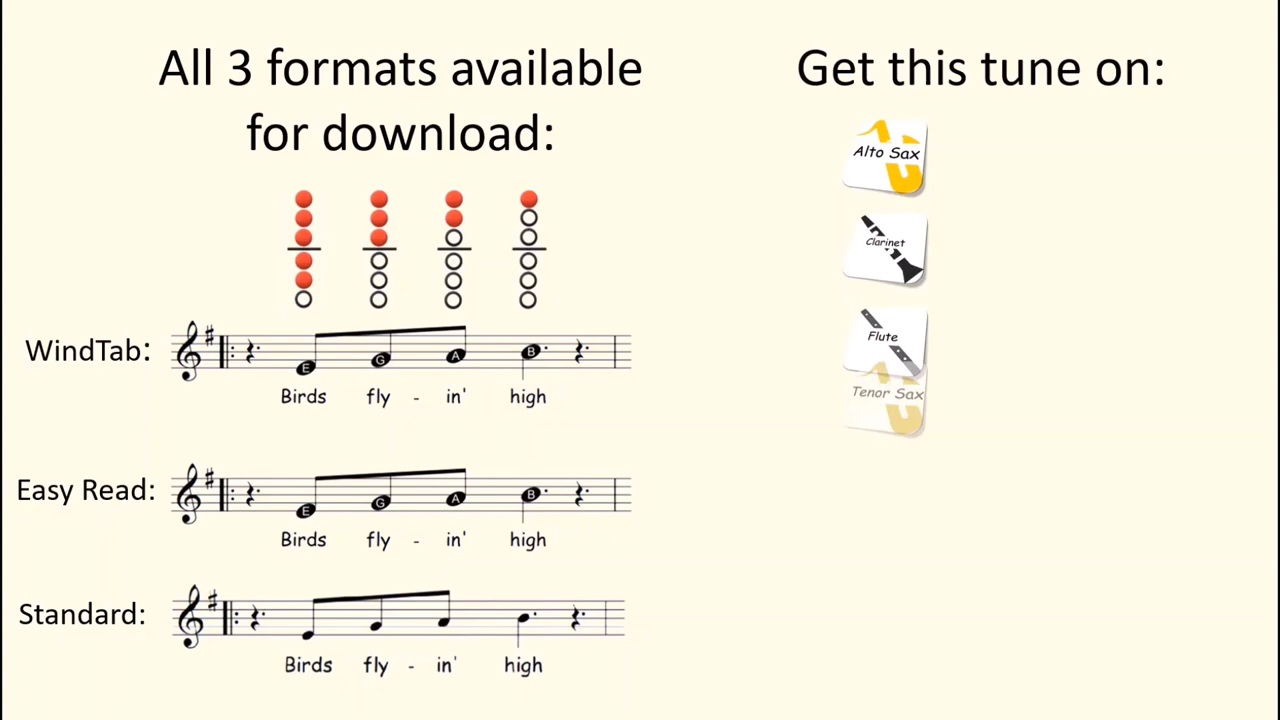 All 3 formats available
for download:
WindTab:
E G A B
Birds fly - in' high
Easy Read:
E G A B
Birds fly - in' high
Standard:
Birds fly - in' high
Get this tune on:
Alto Sax
Clarinet
Flute
Tenor Sax